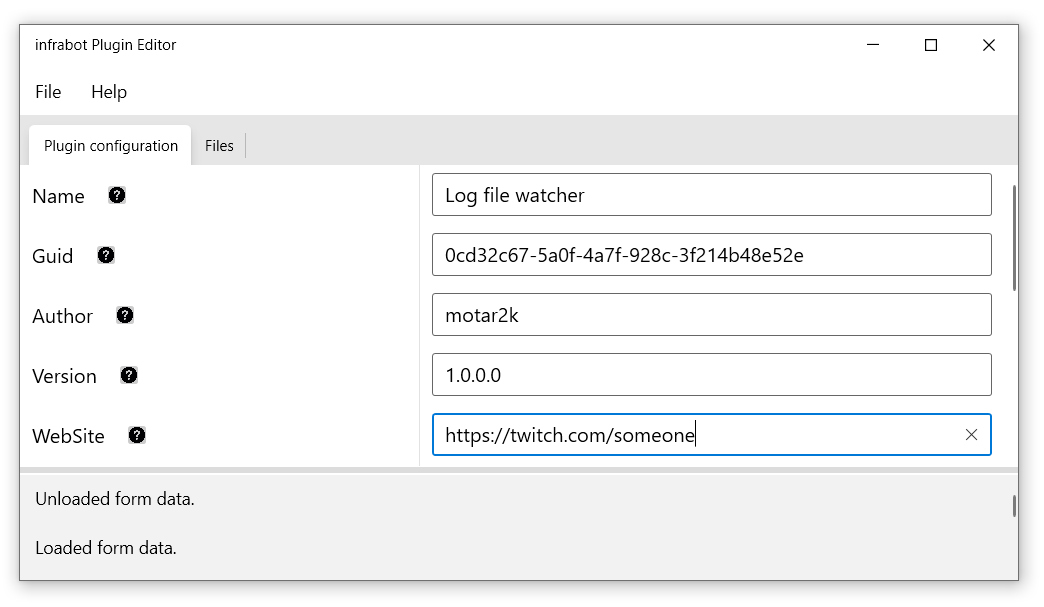 infrabot Plugin Editor
File Help
Plugin configuration Files
Name ? Log file watcher
Guid ? 0cd32c67-5a0f-4a7f-928c-3f214b48e52e
Author ? motar2k
Version ? 1.0.0.0
WebSite ? https://twitch.com/someone
Unloaded form data.
Loaded form data.